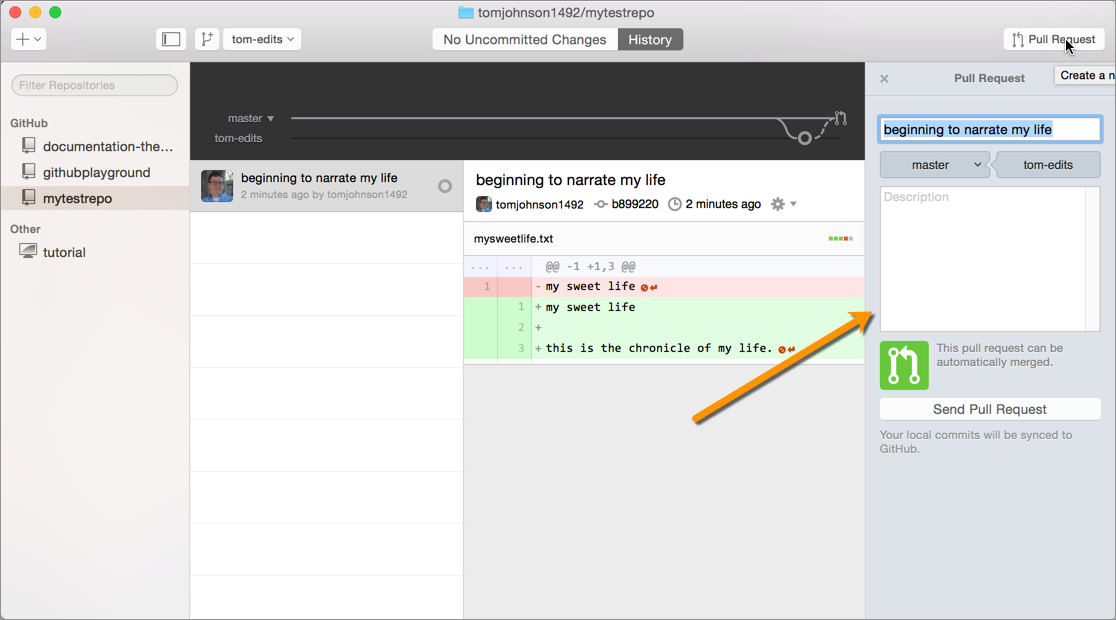 tomjohnson1492/mytestrepo
tom-edits
No Uncommitted Changes
History
Pull Request
Filter Repositories
GitHub
documentation-the...
githubplayground
mytestrepo
Other
tutorial
master
tom-edits
beginning to narrate my life
2 minutes ago by tomjohnson1492
beginning to narrate my life
tomjohnson1492 b899220 2 minutes ago
mysweetlife.txt
... ... @@ -1 +1,3 @@
1 - my sweet life
1 + my sweet life
2 +
3 + this is the chronicle of my life.
Pull Request
Create a n
beginning to narrate my life
master tom-edits
Description
This pull request can be
automatically merged.
Send Pull Request
Your local commits will be synced to
GitHub.